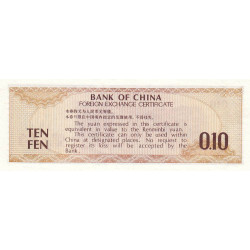 BANK OF CHINA
FOREIGN EXCHANGE CERTIFICATE
The yuan expressed in this certificate is
equivalent in value to the Renminbi yuan.
This certificate can only be used within
China at designated places. No request to
register its loss will be accepted by the
Bank.
TEN
FEN
0.10